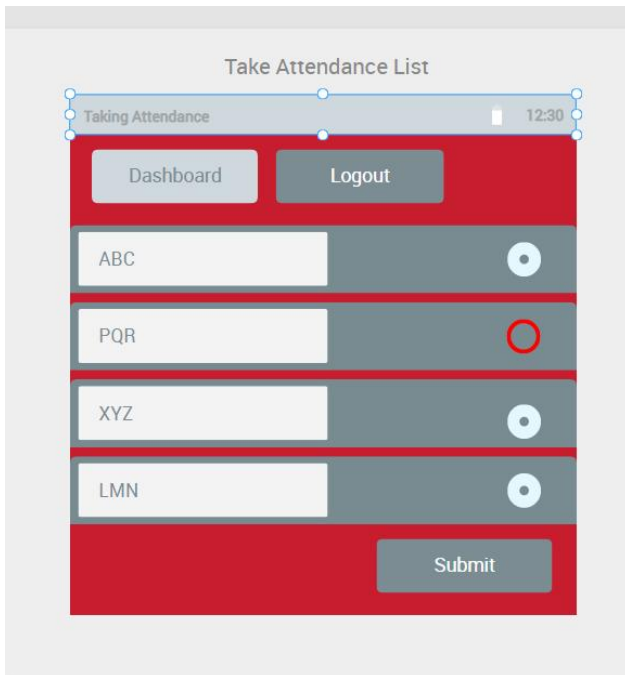 Take Attendance List
Taking Attendance 12:30
Dashboard Logout
ABC
PQR
XYZ
LMN
Submit